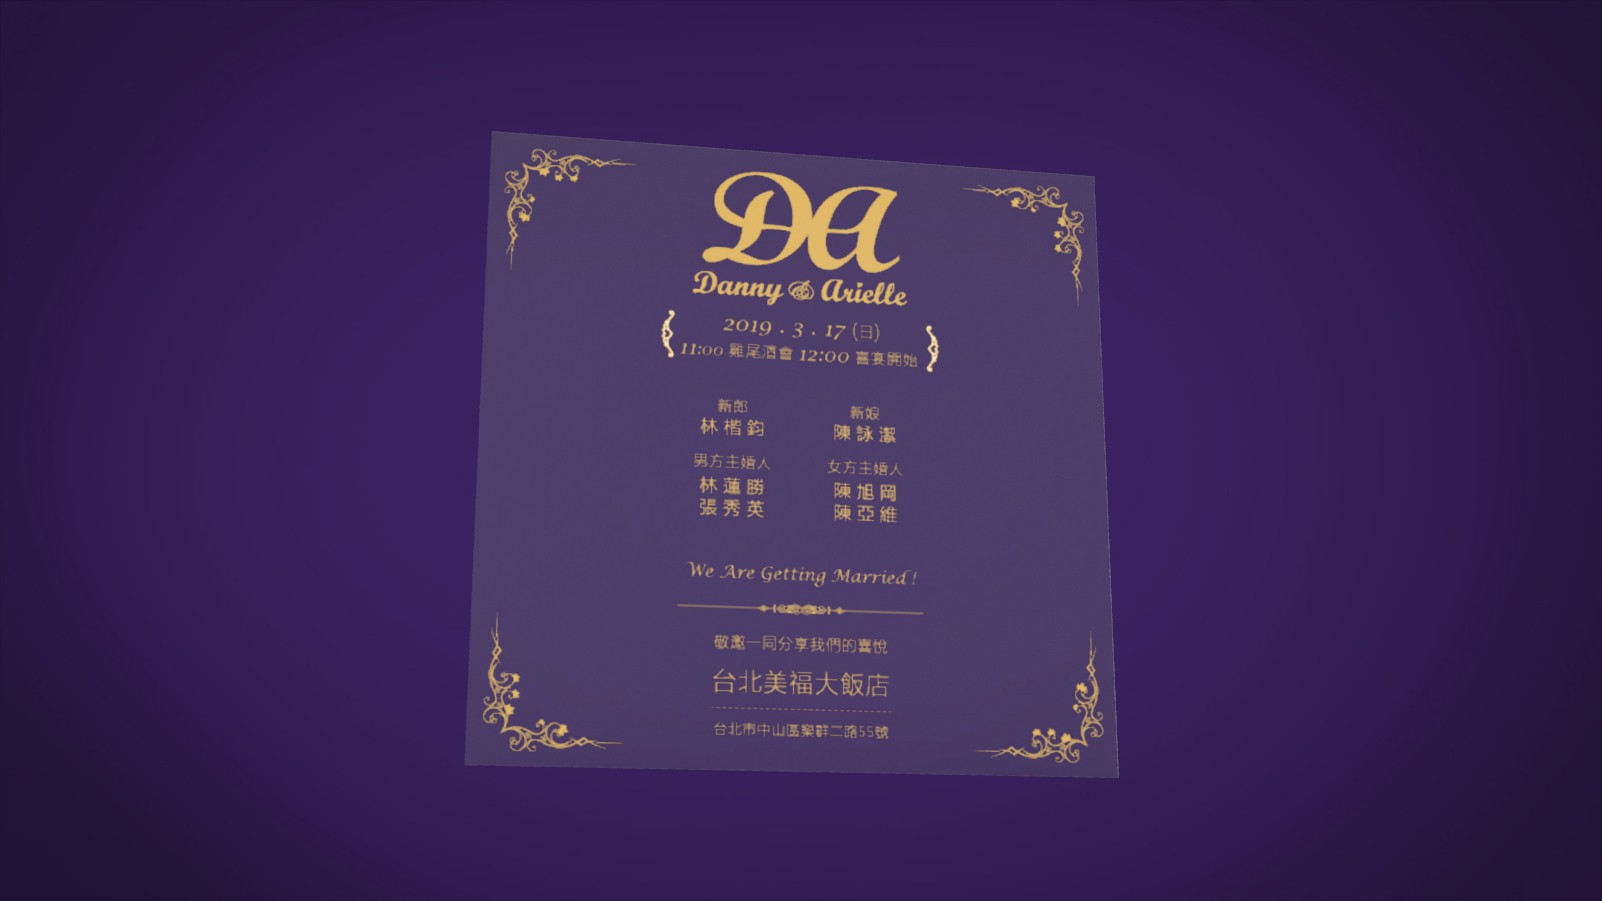 DA
Danny & Arielle
2019 . 3 . 17 (日)
11:00 雞尾酒會 12:00 喜宴開始
新郎 新娘
林楷鈞 陳詠潔
男方主婚人 女方主婚人
林蓮勝 陳旭岡
張秀英 陳亞維
We Are Getting Married !
敬邀一同分享我們的喜悅
台北美福大飯店
台北市中山區樂群二路55號